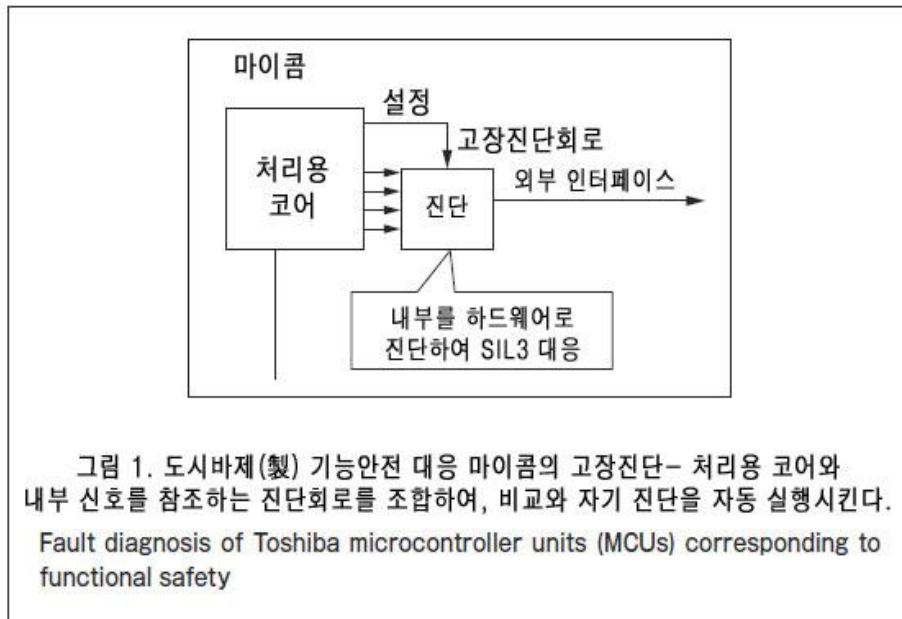 마이콤
설정
고장진단회로
처리용
코어
진단
외부 인터페이스
내부를 하드웨어로
진단하여 SIL3 대응
그림 1. 도시바제(製) 기능안전 대응 마이콤의 고장진단– 처리용 코어와
내부 신호를 참조하는 진단회로를 조합하여, 비교와 자기 진단을 자동 실행시킨다.
Fault diagnosis of Toshiba microcontroller units (MCUs) corresponding to
functional safety